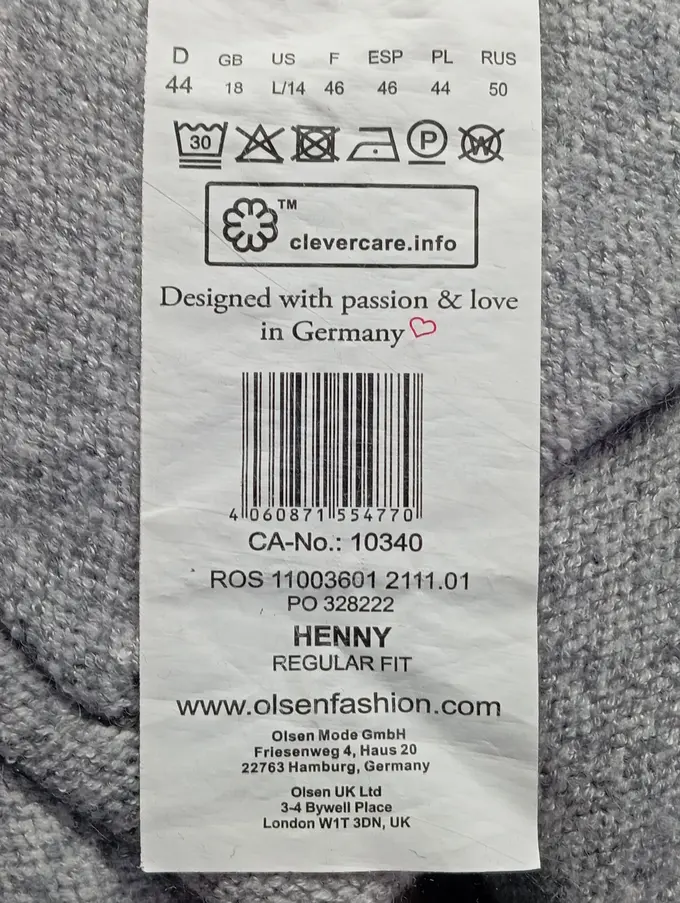 D GB US F ESP PL RUS
44 18 L/14 46 46 44 50
30 P W
TM
clevercare.info
Designed with passion & love
in Germany
4 060871 554770
CA-No.: 10340
ROS 11003601 2111.01
PO 328222
HENNY
REGULAR FIT
www.olsenfashion.com
Olsen Mode GmbH
Friesenweg 4, Haus 20
22763 Hamburg, Germany
Olsen UK Ltd
3-4 Bywell Place
London W1T 3DN, UK